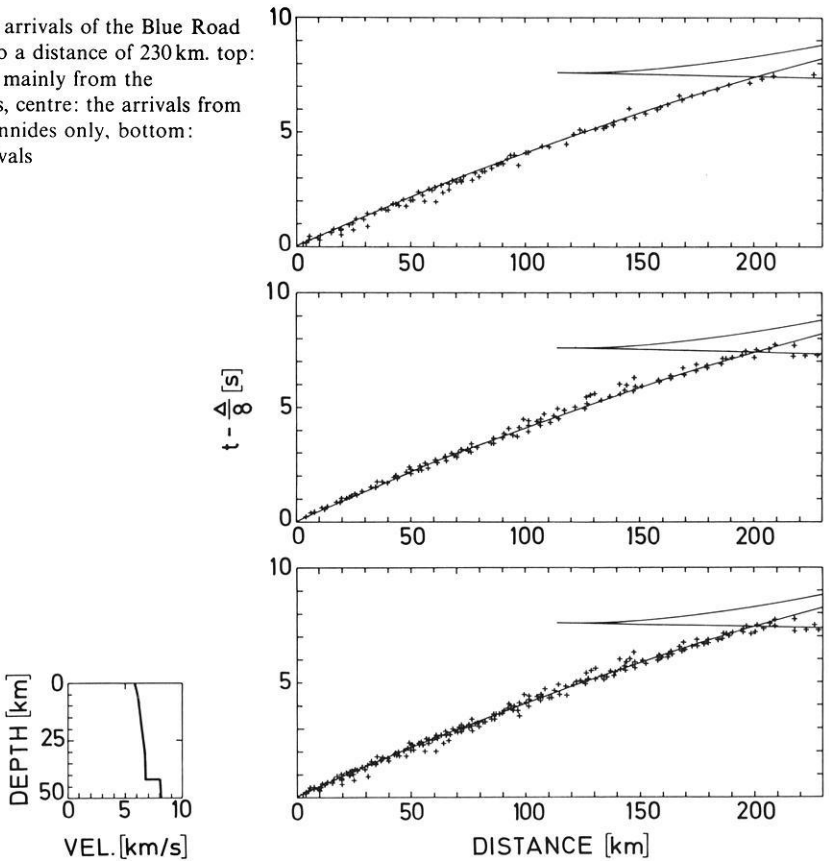 arrivals of the Blue Road
o a distance of 230 km. top:
mainly from the
s, centre: the arrivals from
nnides only, bottom:
vals
10
5
0
0 50 100 150 200
10
5
0
0 50 100 150 200
t - Δ/8 [s]
10
5
0 50 100 150 200
DISTANCE [km]
0
25
50
DEPTH [km]
0 5 10
VEL. [km/s]